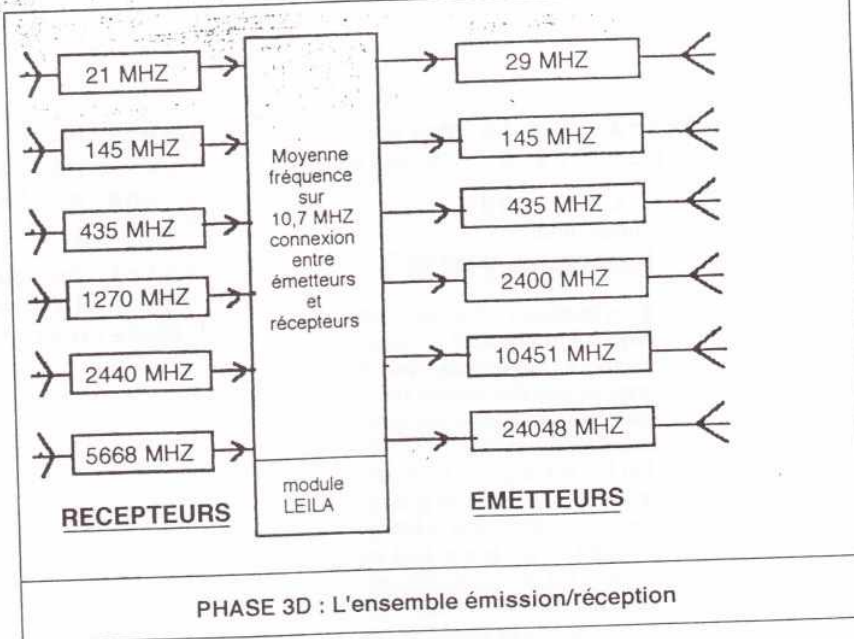 21 MHZ
145 MHZ
435 MHZ
1270 MHZ
2440 MHZ
5668 MHZ
RECEPTEURS
Moyenne
fréquence
sur
10,7 MHZ
connexion
entre
émetteurs
et
récepteurs
module
LEILA
29 MHZ
145 MHZ
435 MHZ
2400 MHZ
10451 MHZ
24048 MHZ
EMETTEURS
PHASE 3D : L'ensemble émission/réception